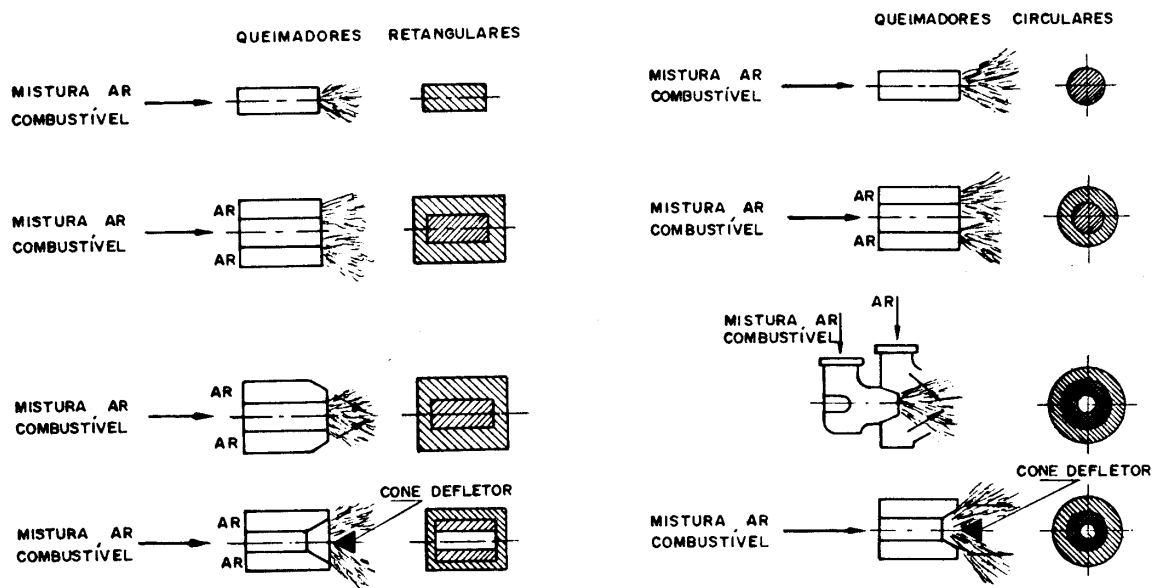 QUEIMADORES RETANGULARES
MISTURA AR
COMBUSTÍVEL
MISTURA AR
COMBUSTÍVEL
AR
AR
MISTURA AR
COMBUSTÍVEL
AR
AR
CONE DEFLETOR
MISTURA AR
COMBUSTÍVEL
AR
AR
QUEIMADORES CIRCULARES
MISTURA AR
COMBUSTÍVEL
MISTURA AR
COMBUSTÍVEL
AR
AR
AR
MISTURA AR
COMBUSTÍVEL
CONE DEFLETOR
MISTURA AR
COMBUSTÍVEL